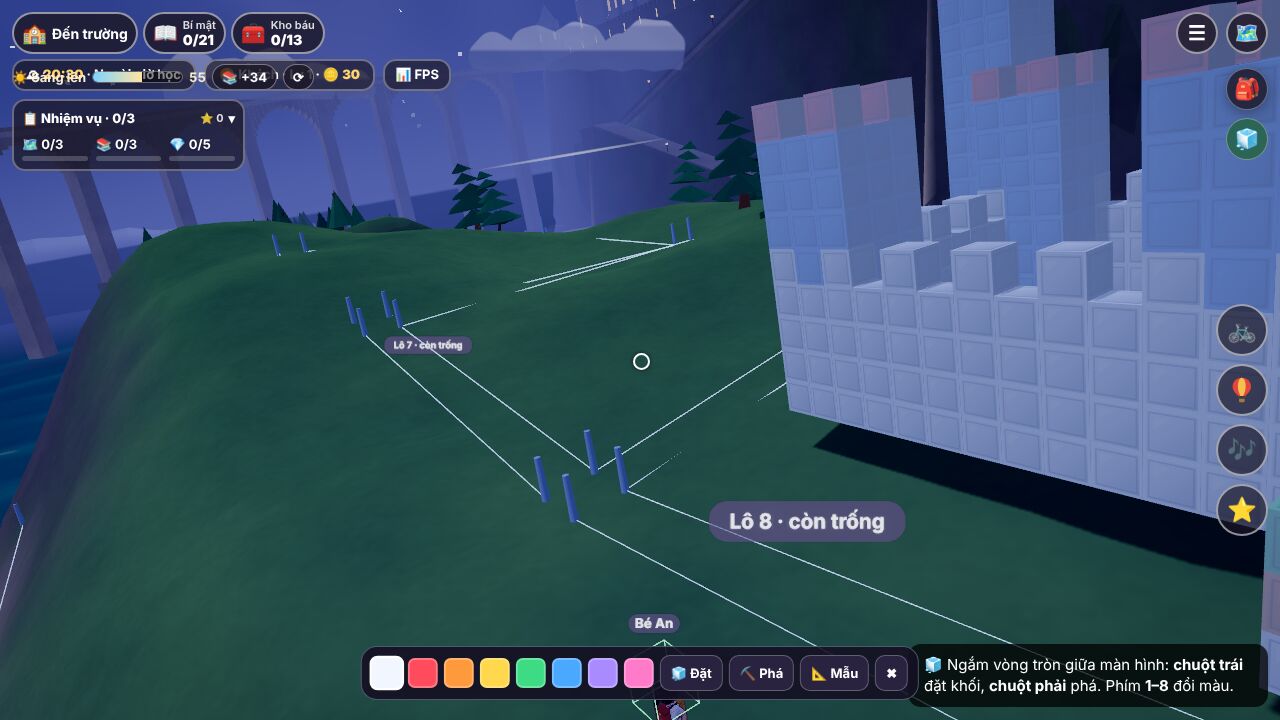 Đến trường
Bí mật
0/21
Kho báu
0/13
55
+34
30
FPS
Nhiệm vụ · 0/3
0
0/3
0/3
0/5
Lô 7 · còn trống
Lô 8 · còn trống
Bé An
Đặt
Phá
Mẫu
Ngắm vòng tròn giữa màn hình: chuột trái
đặt khối, chuột phải phá. Phím 1–8 đổi màu.